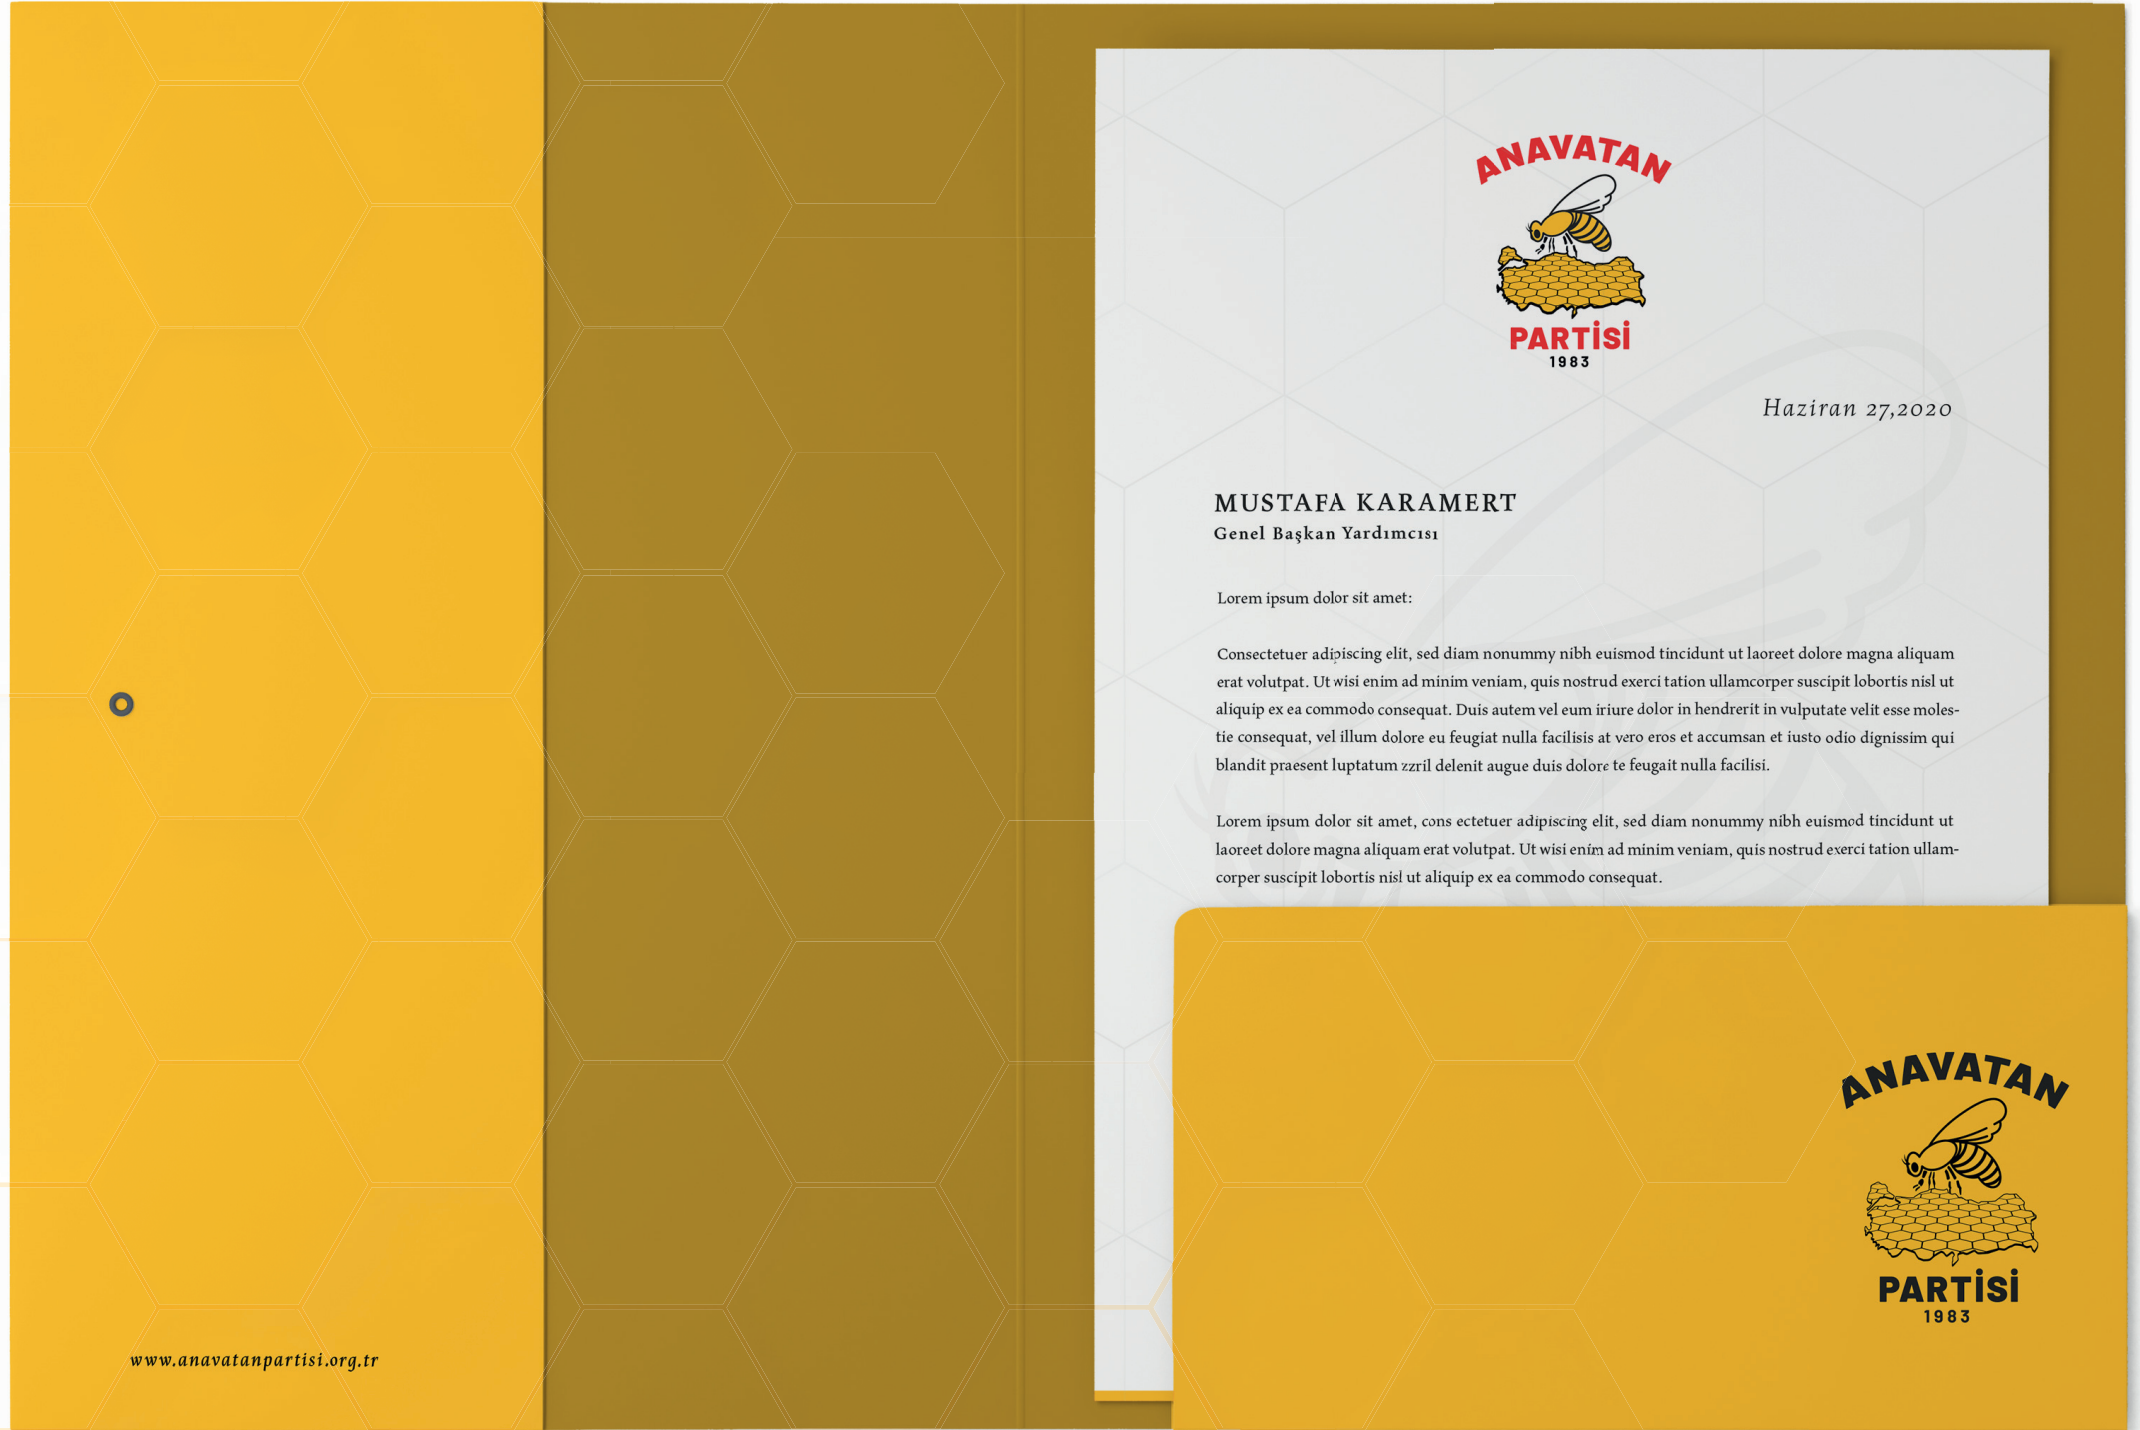 ANAVATAN
PARTİSİ
1983
Haziran 27,2020
MUSTAFA KARAMERT
Genel Başkan Yardımcısı
Lorem ipsum dolor sit amet:
Consectetuer adipiscing elit, sed diam nonummy nibh euismod tincidunt ut laoreet dolore magna aliquam
erat volutpat. Ut wisi enim ad minim veniam, quis nostrud exerci tation ullamcorper suscipit lobortis nisl ut
aliquip ex ea commodo consequat. Duis autem vel eum iriure dolor in hendrerit in vulputate velit esse moles-
tie consequat, vel illum dolore eu feugiat nulla facilisis at vero eros et accumsan et iusto odio dignissim qui
blandit praesent luptatum zzril delenit augue duis dolore te feugait nulla facilisi.
Lorem ipsum dolor sit amet, cons ectetuer adipiscing elit, sed diam nonummy nibh euismod tincidunt ut
laoreet dolore magna aliquam erat volutpat. Ut wisi enim ad minim veniam, quis nostrud exerci tation ullam-
corper suscipit lobortis nisl ut aliquip ex ea commodo consequat.
ANAVATAN
PARTİSİ
1983
www.anavatanpartisi.org.tr